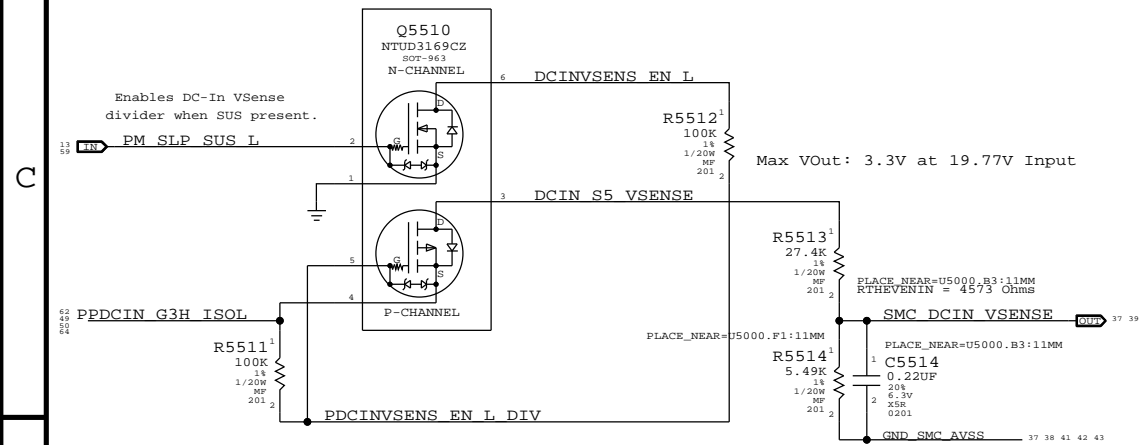 Q5510
NTUD3169CZ
SOT-963
N-CHANNEL
6
DCINVSENS_EN_L
Enables DC-In VSense
divider when SUS present.
D
G
S
R5512
1
100K
1%
1/20W
MF
201
2
Max VOut: 3.3V at 19.77V Input
13
59
IN
PM_SLP_SUS_L
2
C
1
3
DCIN_S5_VSENSE
D
G
S
5
4
P-CHANNEL
R5513
1
27.4K
1%
1/20W
MF
201
2
PLACE_NEAR=U5000.B3:11MM
RTHEVENIN = 4573 Ohms
62
49
50
64
PPDCIN_G3H_ISOL
SMC_DCIN_VSENSE
OUT
37 39
PLACE_NEAR=U5000.F1:11MM
PLACE_NEAR=U5000.B3:11MM
R5511
1
100K
1%
1/20W
MF
201
2
R5514
1
5.49K
1%
1/20W
MF
201
2
1
C5514
0.22UF
20%
6.3V
X5R
0201
2
PDCINVSENS_EN_L_DIV
GND_SMC_AVSS
37 38 41 42 43